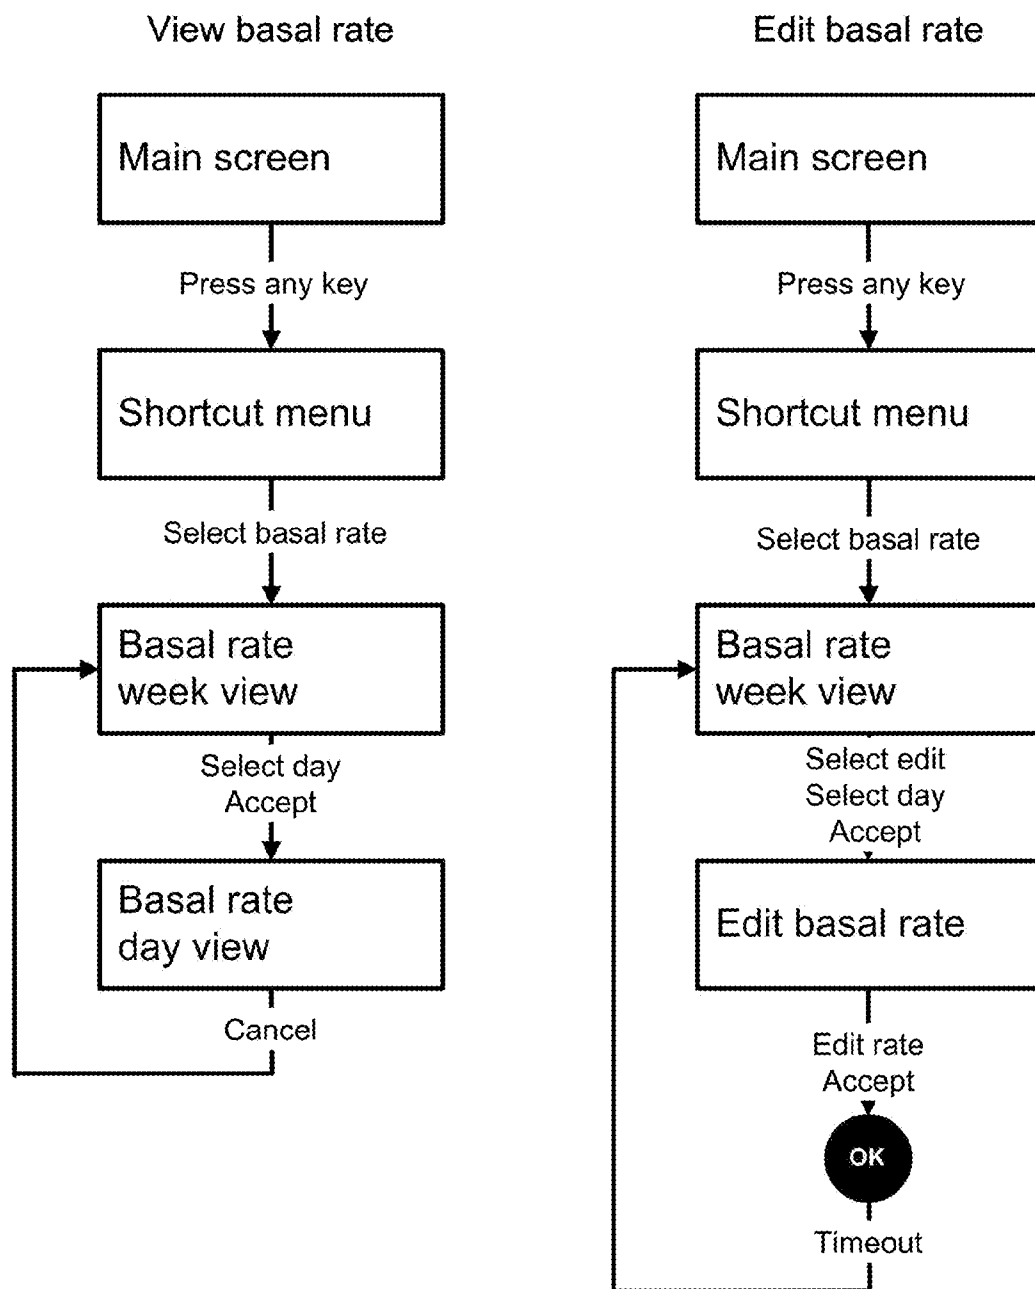 View basal rate
Main screen
Press any key
Shortcut menu
Select basal rate
Basal rate
week view
Select day
Accept
Basal rate
day view
Cancel
Edit basal rate
Main screen
Press any key
Shortcut menu
Select basal rate
Basal rate
week view
Select edit
Select day
Accept
Edit basal rate
Edit rate
Accept
OK
Timeout